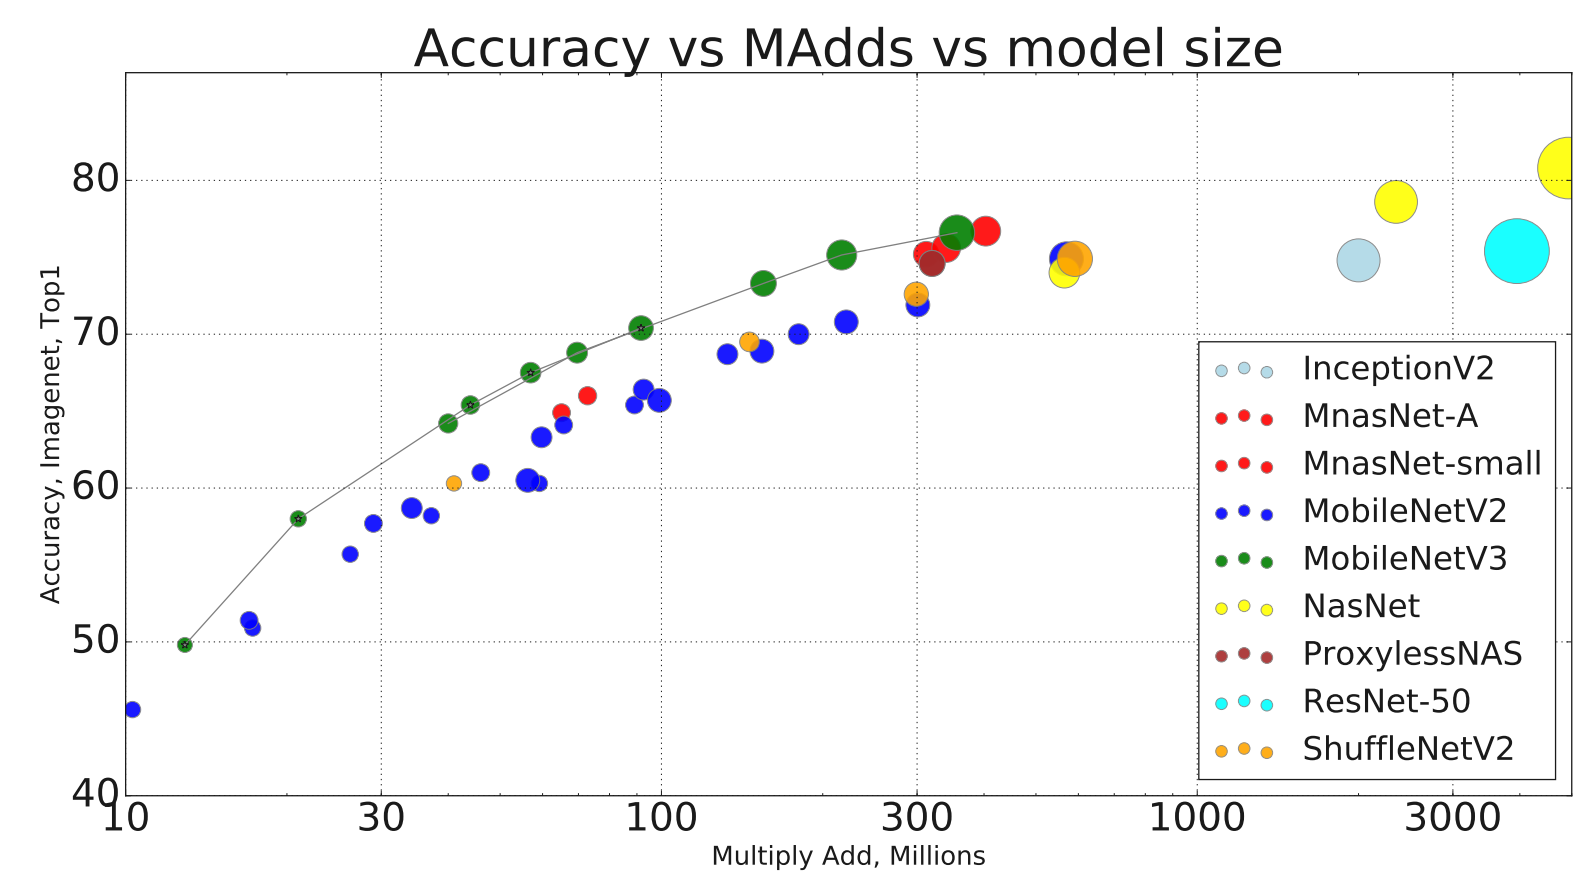 Accuracy vs MAdds vs model size
Accuracy, Imagenet, Top1
80
70
60
50
40
10 30 100 300 1000 3000
Multiply Add, Millions
InceptionV2
MnasNet-A
MnasNet-small
MobileNetV2
MobileNetV3
NasNet
ProxylessNAS
ResNet-50
ShuffleNetV2